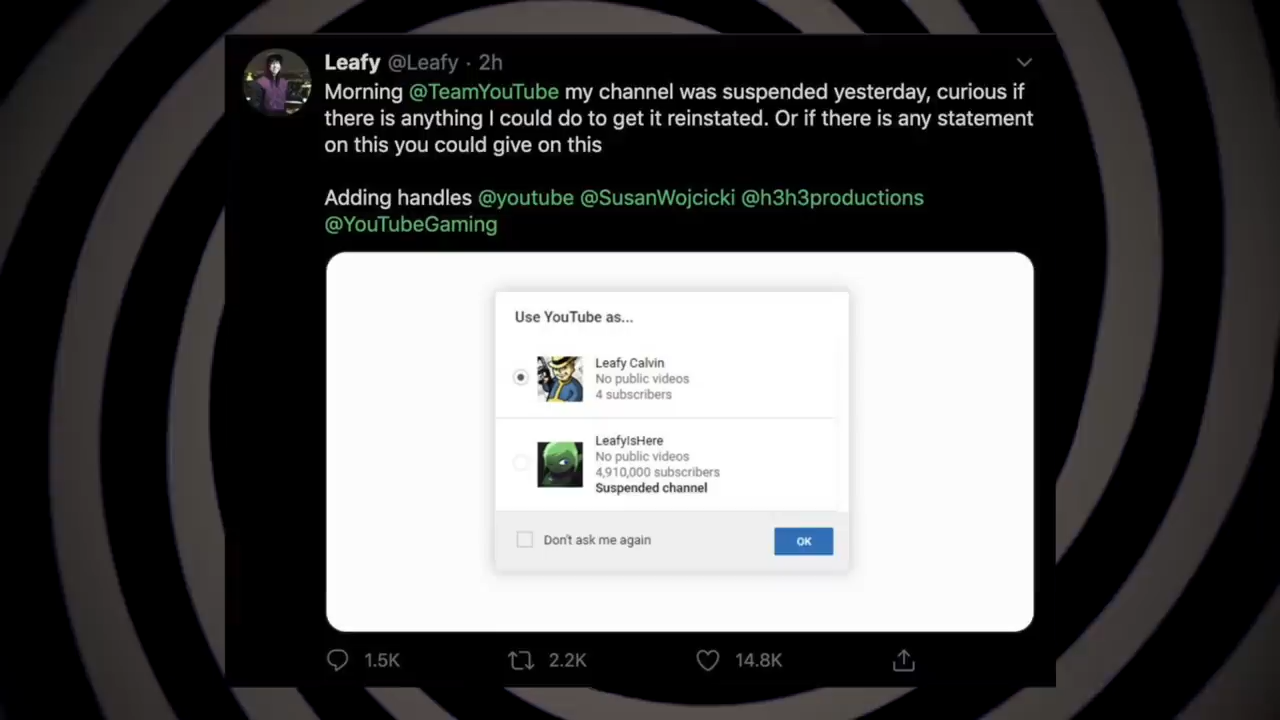 Leafy @Leafy · 2h
Morning @TeamYouTube my channel was suspended yesterday, curious if
there is anything I could do to get it reinstated. Or if there is any statement
on this you could give on this
Adding handles @youtube @SusanWojcicki @h3h3productions
@YouTubeGaming
Use YouTube as...
Leafy Calvin
No public videos
4 subscribers
LeafyIsHere
No public videos
4,910,000 subscribers
Suspended channel
Don't ask me again
OK
1.5K
2.2K
14.8K